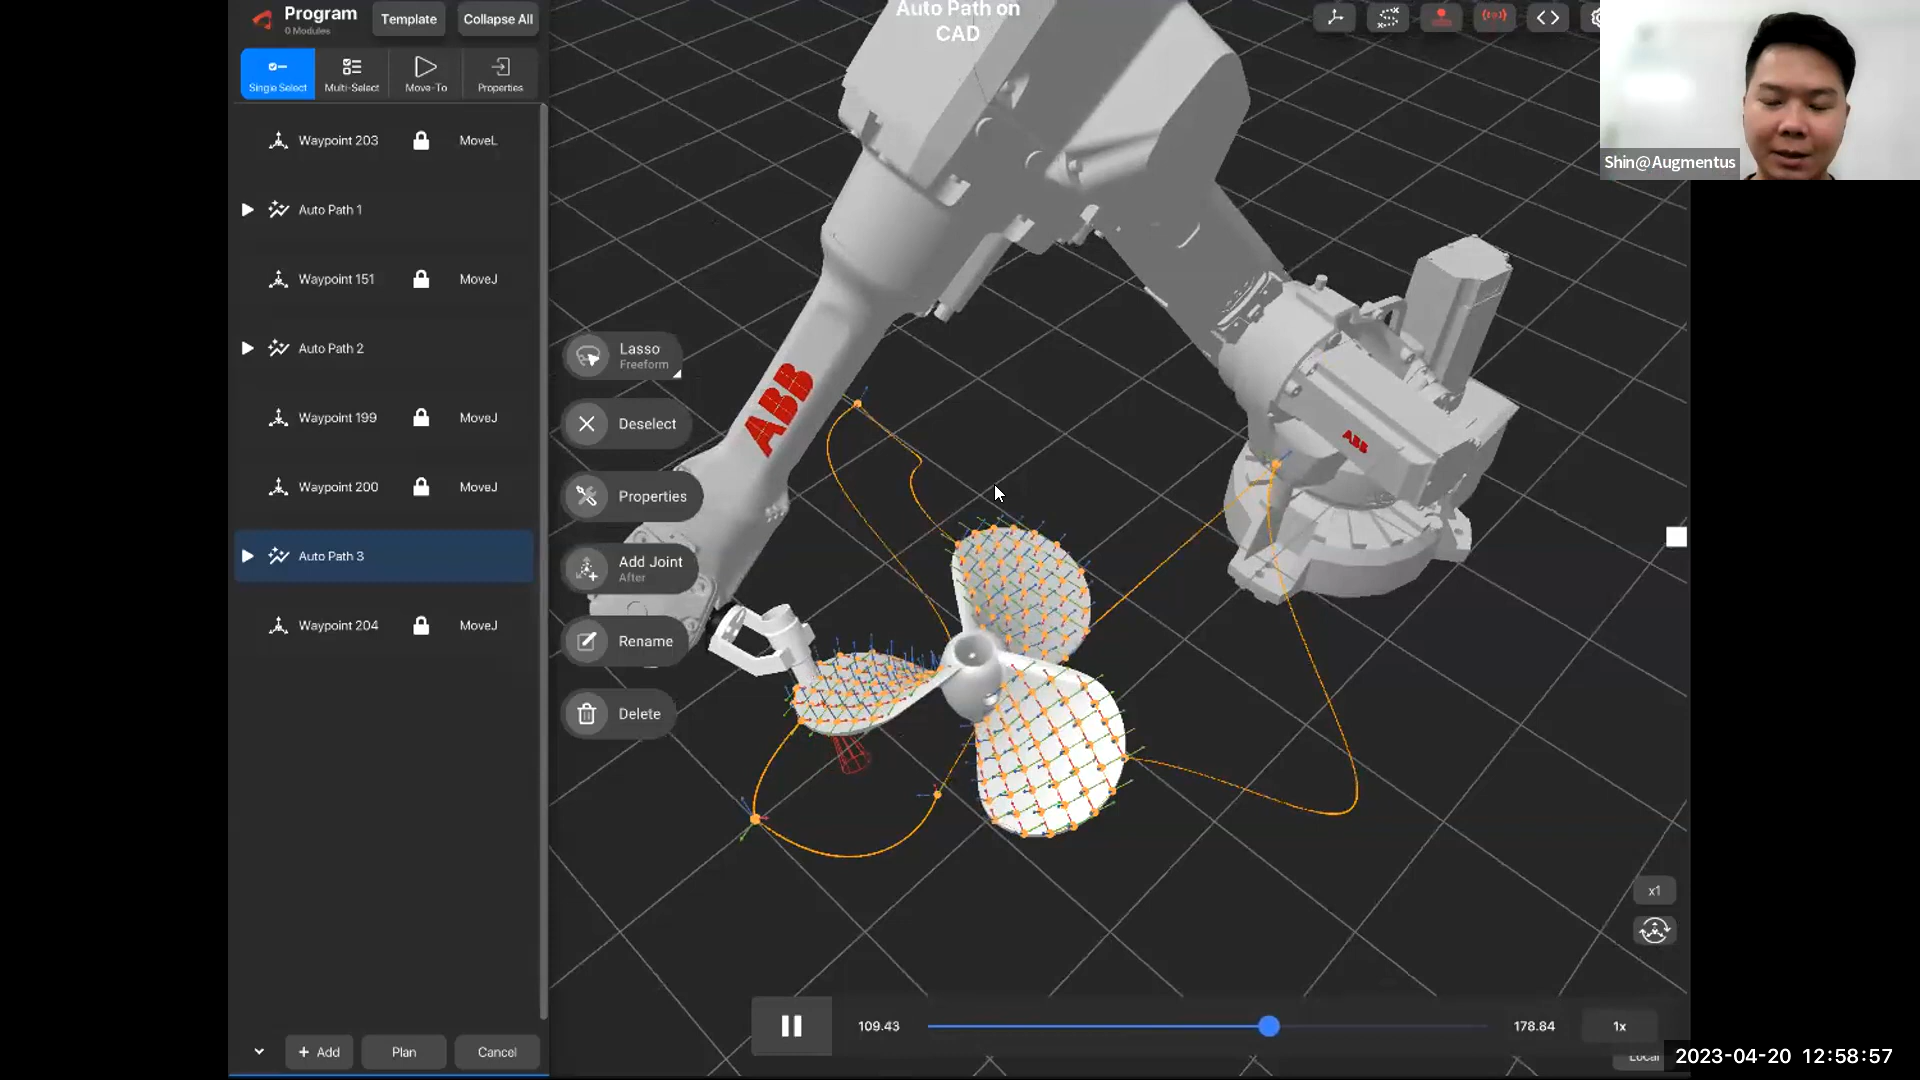 Program
0 Modules
Template
Collapse All
Single Select
Multi-Select
Move-To
Properties
Waypoint 203
MoveL
Auto Path 1
Waypoint 151
MoveJ
Auto Path 2
Waypoint 199
MoveJ
Waypoint 200
MoveJ
Auto Path 3
Waypoint 204
MoveJ
+ Add
Plan
Cancel
Auto Path on
CAD
Lasso
Freeform
Deselect
Properties
Add Joint
After
Rename
Delete
ABB
ABB
Shin@Augmentus
x1
109.43
178.84
1x
Local
2023-04-20 12:58:57